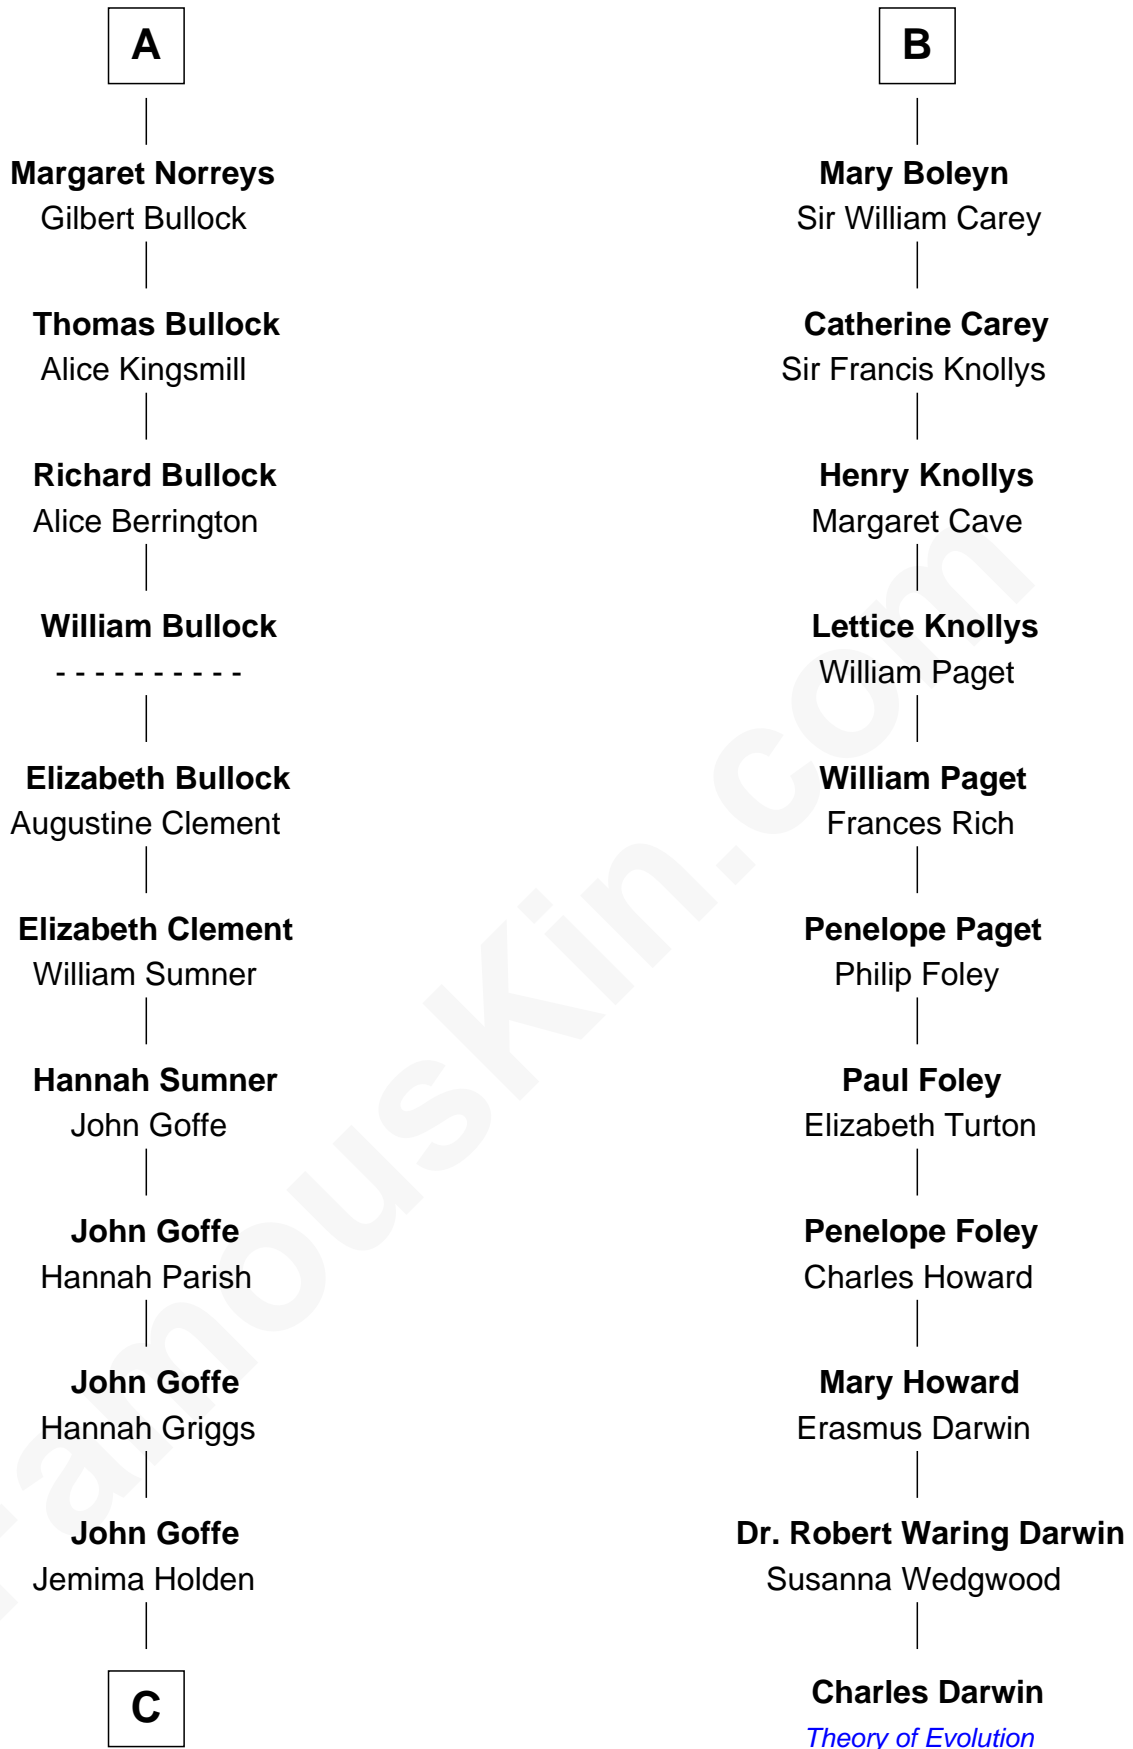 A
Margaret Norreys
Gilbert Bullock
Thomas Bullock
Alice Kingsmill
Richard Bullock
Alice Berrington
William Bullock
- - - - - - - - - -
Elizabeth Bullock
Augustine Clement
Elizabeth Clement
William Sumner
Hannah Sumner
John Goffe
John Goffe
Hannah Parish
John Goffe
Hannah Griggs
John Goffe
Jemima Holden
C
B
Mary Boleyn
Sir William Carey
Catherine Carey
Sir Francis Knollys
Henry Knollys
Margaret Cave
Lettice Knollys
William Paget
William Paget
Frances Rich
Penelope Paget
Philip Foley
Paul Foley
Elizabeth Turton
Penelope Foley
Charles Howard
Mary Howard
Erasmus Darwin
Dr. Robert Waring Darwin
Susanna Wedgwood
Charles Darwin
Theory of Evolution
FamousKin.com